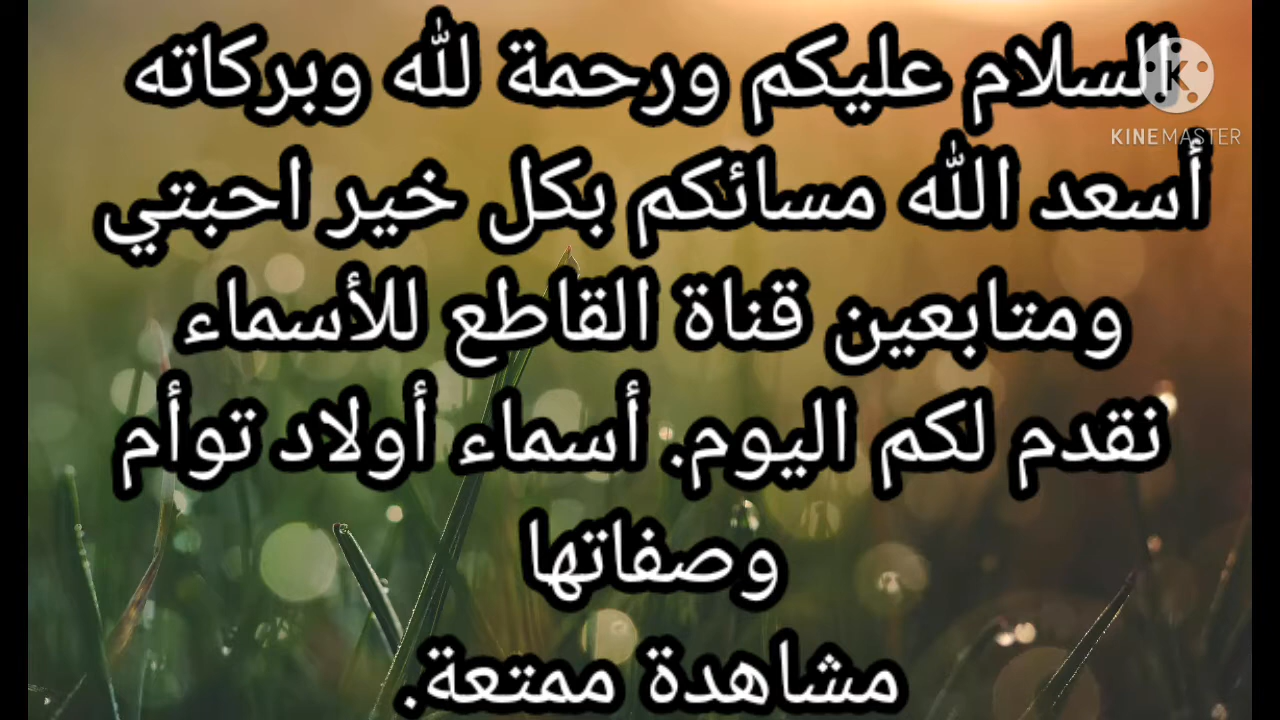 السلام عليكم ورحمة لله وبركاته
أسعد الله مسائكم بكل خير احبتي
ومتابعين قناة القاطع للأسماء
نقدم لكم اليوم. أسماء أولاد توأم
وصفاتها
مشاهدة ممتعة.
K
KINEMASTER